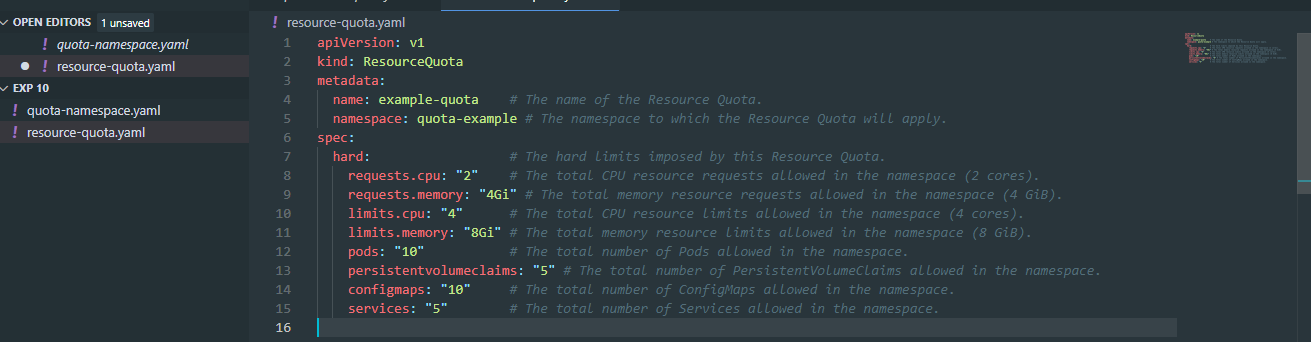 OPEN EDITORS 1 unsaved
! quota-namespace.yaml
● ! resource-quota.yaml
EXP 10
! quota-namespace.yaml
! resource-quota.yaml
! resource-quota.yaml
1 apiVersion: v1
2 kind: ResourceQuota
3 metadata:
4   name: example-quota    # The name of the Resource Quota.
5   namespace: quota-example # The namespace to which the Resource Quota will apply.
6 spec:
7   hard:                  # The hard limits imposed by this Resource Quota.
8     requests.cpu: "2"    # The total CPU resource requests allowed in the namespace (2 cores).
9     requests.memory: "4Gi" # The total memory resource requests allowed in the namespace (4 GiB).
10     limits.cpu: "4"      # The total CPU resource limits allowed in the namespace (4 cores).
11     limits.memory: "8Gi" # The total memory resource limits allowed in the namespace (8 GiB).
12     pods: "10"           # The total number of Pods allowed in the namespace.
13     persistentvolumeclaims: "5" # The total number of PersistentVolumeClaims allowed in the namespace.
14     configmaps: "10"     # The total number of ConfigMaps allowed in the namespace.
15     services: "5"        # The total number of Services allowed in the namespace.
16